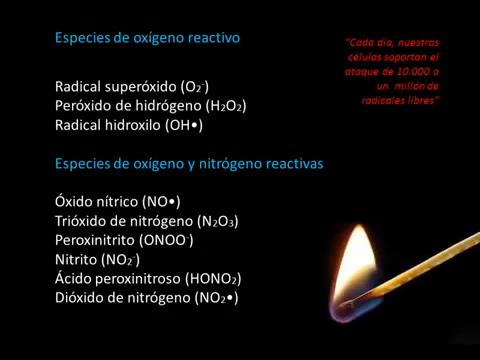 Especies de oxígeno reactivo
"Cada día, nuestras
células soportan el
ataque de 10.000 a
un millón de
radicales libres"
Radical superóxido (O₂⁻)
Peróxido de hidrógeno (H₂O₂)
Radical hidroxilo (OH•)
Especies de oxígeno y nitrógeno reactivas
Óxido nítrico (NO•)
Trióxido de nitrógeno (N₂O₃)
Peroxinitrito (ONOO⁻)
Nitrito (NO₂⁻)
Ácido peroxinitroso (HONO₂)
Dióxido de nitrógeno (NO₂•)